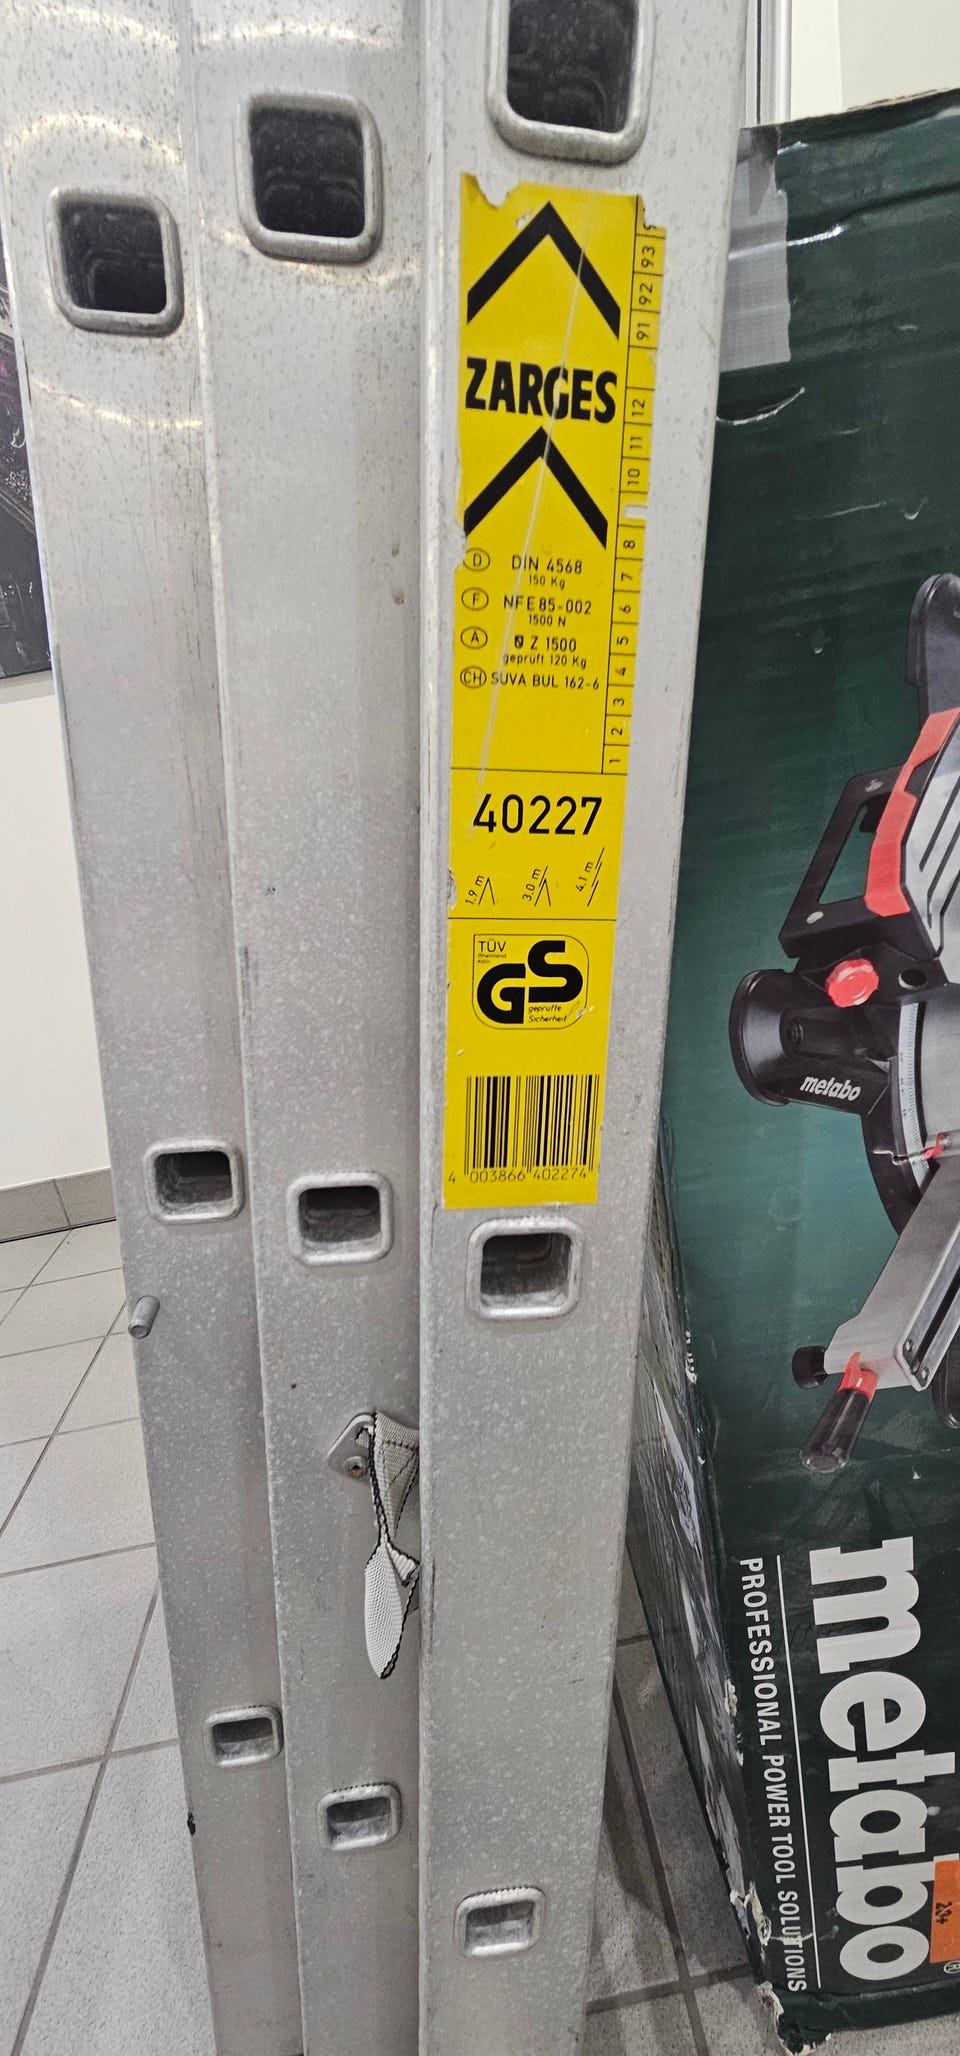 ZARGES
D DIN 4568
150 Kg
F NFE 85-002
1500 N
A Z 1500
geprüft 120 Kg
CH SUVA BUL 162-6
1 2 3 4 5 6 7 8 10 11 12 91 92 93
40227
1,9 m 3,0 m 4,1 m
TÜV
Rheinland
Köln
GS
geprüfte
Sicherheit
4 003866 402274
metabo
metabo
PROFESSIONAL POWER TOOL SOLUTIONS
20+